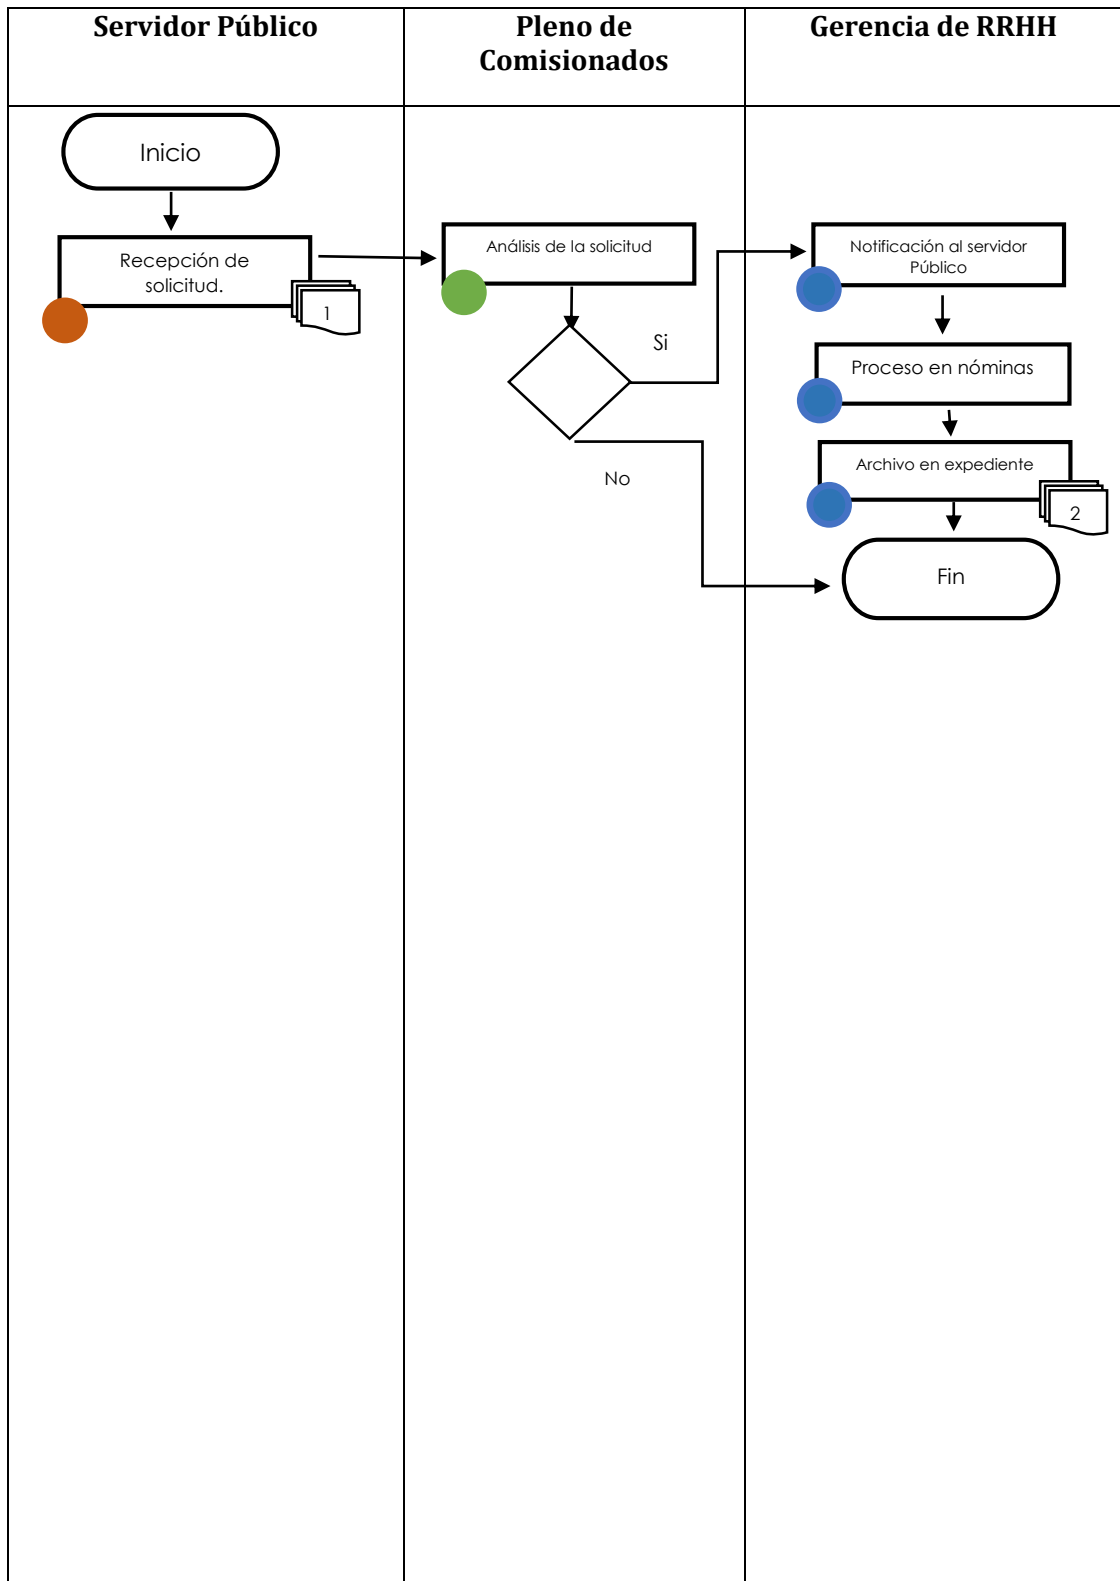 Servidor Público
Pleno de
Comisionados
Gerencia de RRHH
Inicio
Recepción de
solicitud.
1
Análisis de la solicitud
Si
No
Notificación al servidor
Público
Proceso en nóminas
Archivo en expediente
2
Fin